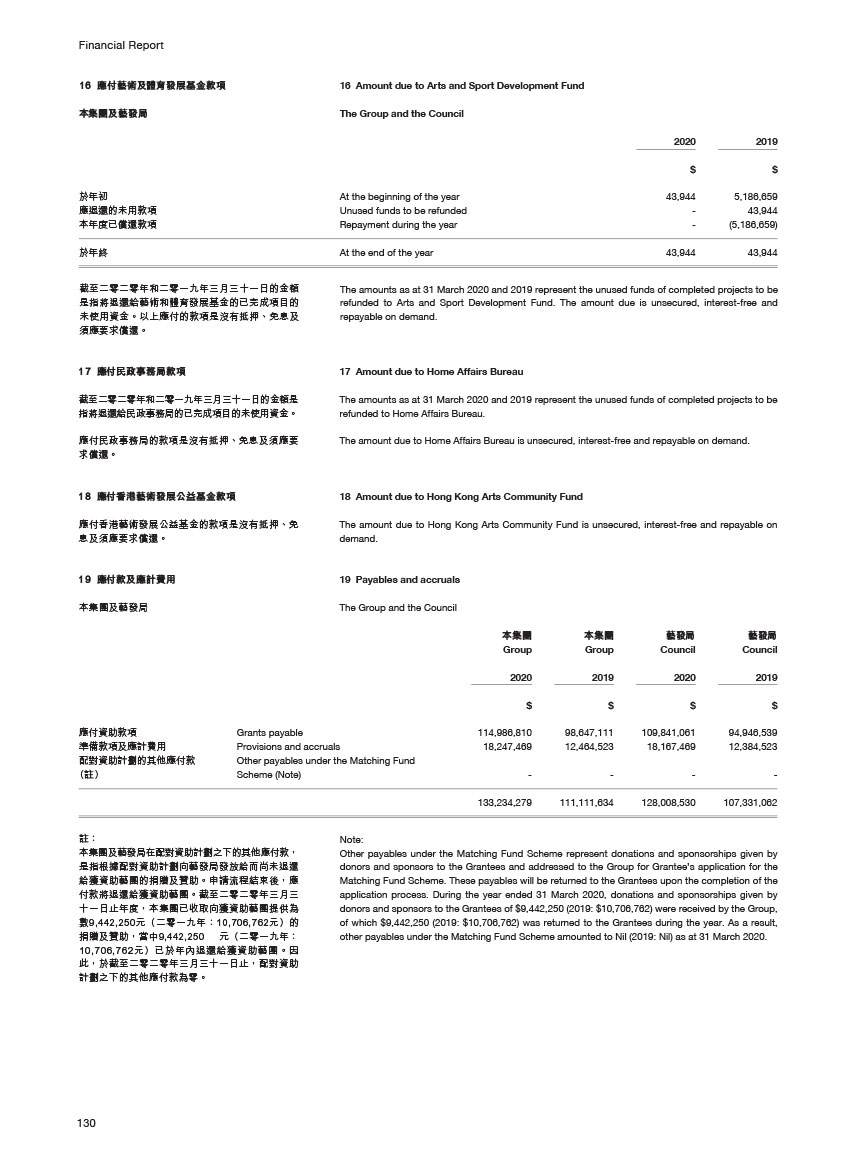 Financial Report
16 應付藝術及體育發展基金款項
16 Amount due to Arts and Sport Development Fund
本集團及藝發局
The Group and the Council
2020 2019
$ $
於年初 At the beginning of the year 43,944 5,186,659
應退還的未用款項 Unused funds to be refunded - 43,944
本年度已償還款項 Repayment during the year - (5,186,659)
於年終 At the end of the year 43,944 43,944
截至二零二零年和二零一九年三月三十一日的金額
是指將退還給藝術和體育發展基金的已完成項目的
未使用資金。以上應付的款項是沒有抵押、免息及
須應要求償還。
The amounts as at 31 March 2020 and 2019 represent the unused funds of completed projects to be
refunded to Arts and Sport Development Fund. The amount due is unsecured, interest-free and
repayable on demand.
17 應付民政事務局款項
17 Amount due to Home Affairs Bureau
截至二零二零年和二零一九年三月三十一日的金額是
指將退還給民政事務局的已完成項目的未使用資金。
The amounts as at 31 March 2020 and 2019 represent the unused funds of completed projects to be
refunded to Home Affairs Bureau.
應付民政事務局的款項是沒有抵押、免息及須應要
求償還。
The amount due to Home Affairs Bureau is unsecured, interest-free and repayable on demand.
18 應付香港藝術發展公益基金款項
18 Amount due to Hong Kong Arts Community Fund
應付香港藝術發展公益基金的款項是沒有抵押、免
息及須應要求償還。
The amount due to Hong Kong Arts Community Fund is unsecured, interest-free and repayable on
demand.
19 應付款及應計費用
19 Payables and accruals
本集團及藝發局
The Group and the Council
本集團 本集團 藝發局 藝發局
Group Group Council Council
2020 2019 2020 2019
$ $ $ $
應付資助款項 Grants payable 114,986,810 98,647,111 109,841,061 94,946,539
準備款項及應計費用 Provisions and accruals 18,247,469 12,464,523 18,167,469 12,384,523
配對資助計劃的其他應付款 Other payables under the Matching Fund
（註） Scheme (Note) - - - -
133,234,279 111,111,634 128,008,530 107,331,062
註：
本集團及藝發局在配對資助計劃之下的其他應付款，
是指根據配對資助計劃向藝發局發放給而尚未退還
給獲資助藝團的捐贈及贊助。申請流程結束後，應
付款將退還給獲資助藝團。截至二零二零年三月三
十一日止年度，本集團已收取向獲資助藝團提供為
數9,442,250元（二零一九年：10,706,762元）的
捐贈及贊助，當中9,442,250 元（二零一九年：
10,706,762元）已於年內退還給獲資助藝團。因
此，於截至二零二零年三月三十一日止，配對資助
計劃之下的其他應付款為零。
Note:
Other payables under the Matching Fund Scheme represent donations and sponsorships given by
donors and sponsors to the Grantees and addressed to the Group for Grantee's application for the
Matching Fund Scheme. These payables will be returned to the Grantees upon the completion of the
application process. During the year ended 31 March 2020, donations and sponsorships given by
donors and sponsors to the Grantees of $9,442,250 (2019: $10,706,762) were received by the Group,
of which $9,442,250 (2019: $10,706,762) was returned to the Grantees during the year. As a result,
other payables under the Matching Fund Scheme amounted to Nil (2019: Nil) as at 31 March 2020.
130